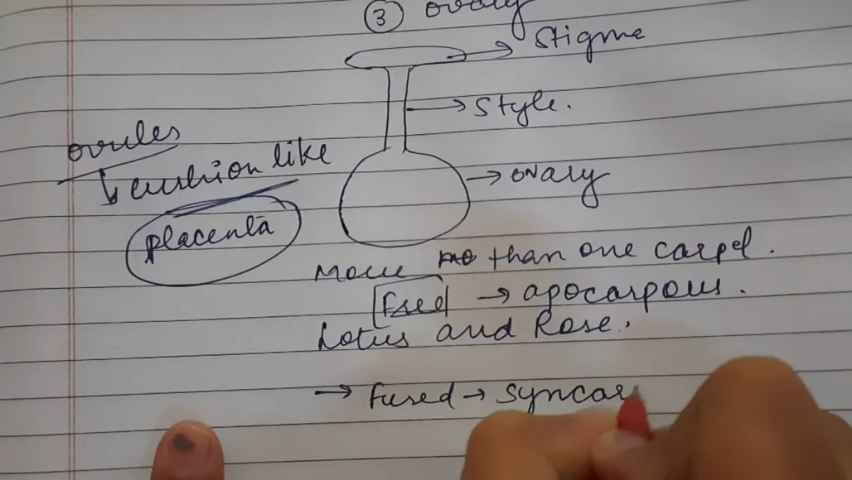 ③ ovary
Stigma
Style.
ovules
↳ cushion like
placenta
→ ovary
More than one carpel.
Free → apocarpous.
Lotus and Rose.
→ fused → syncar